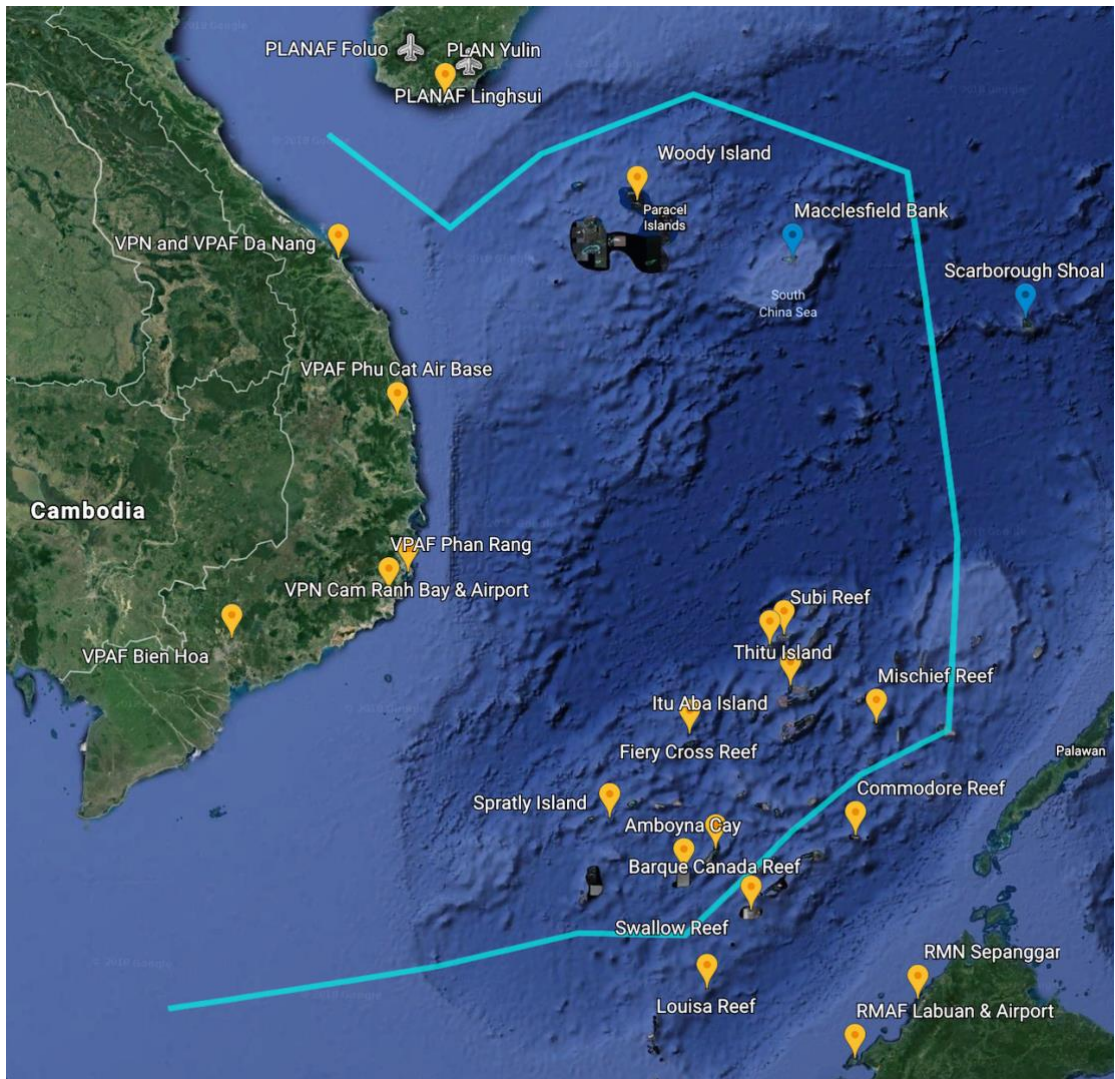 PLANAF Foluo
PLAN Yulin
PLANAF Linghsui
Woody Island
Paracel
Islands
Macclesfield Bank
VPN and VPAF Da Nang
Scarborough Shoal
South
China Sea
VPAF Phu Cat Air Base
Cambodia
VPAF Phan Rang
VPN Cam Ranh Bay & Airport
Subi Reef
VPAF Bien Hoa
Thitu Island
Mischief Reef
Itu Aba Island
Fiery Cross Reef
Palawan
Commodore Reef
Spratly Island
Amboyna Cay
Barque Canada Reef
Swallow Reef
RMN Sepanggar
Louisa Reef
RMAF Labuan & Airport